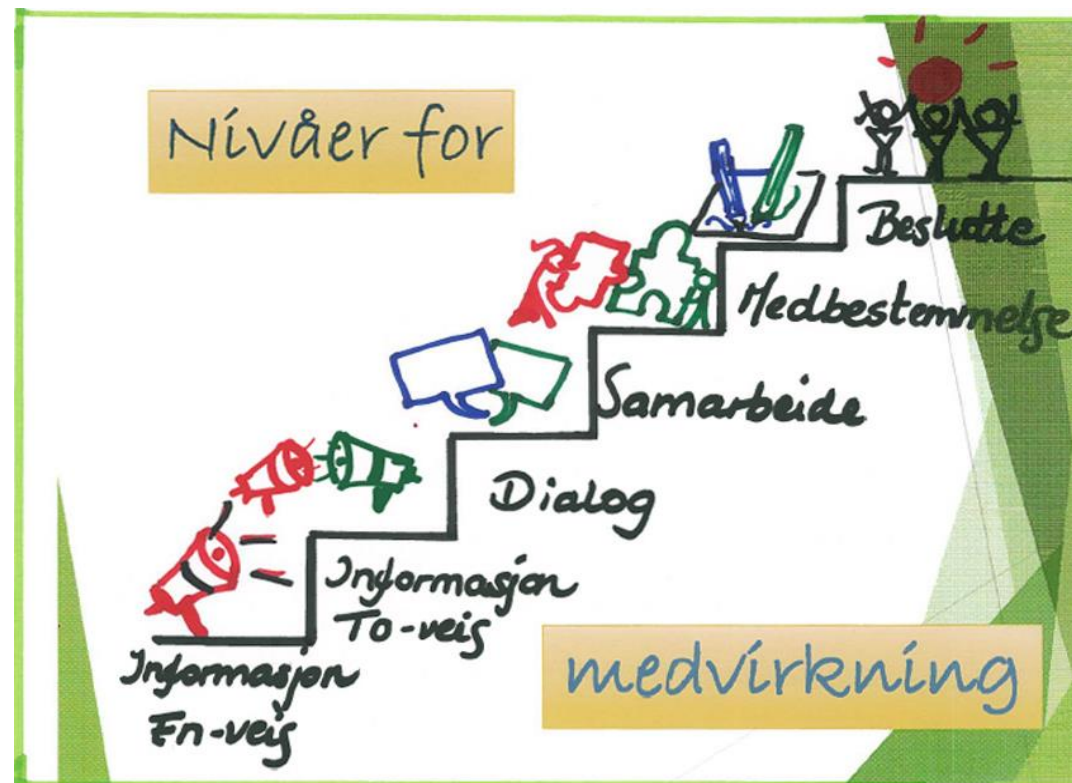 Nivåer for
Beslutte
Medbestemmelse
Samarbeide
Dialog
Informasjon
To-veis
Informasjon
En-veis
medvirkning